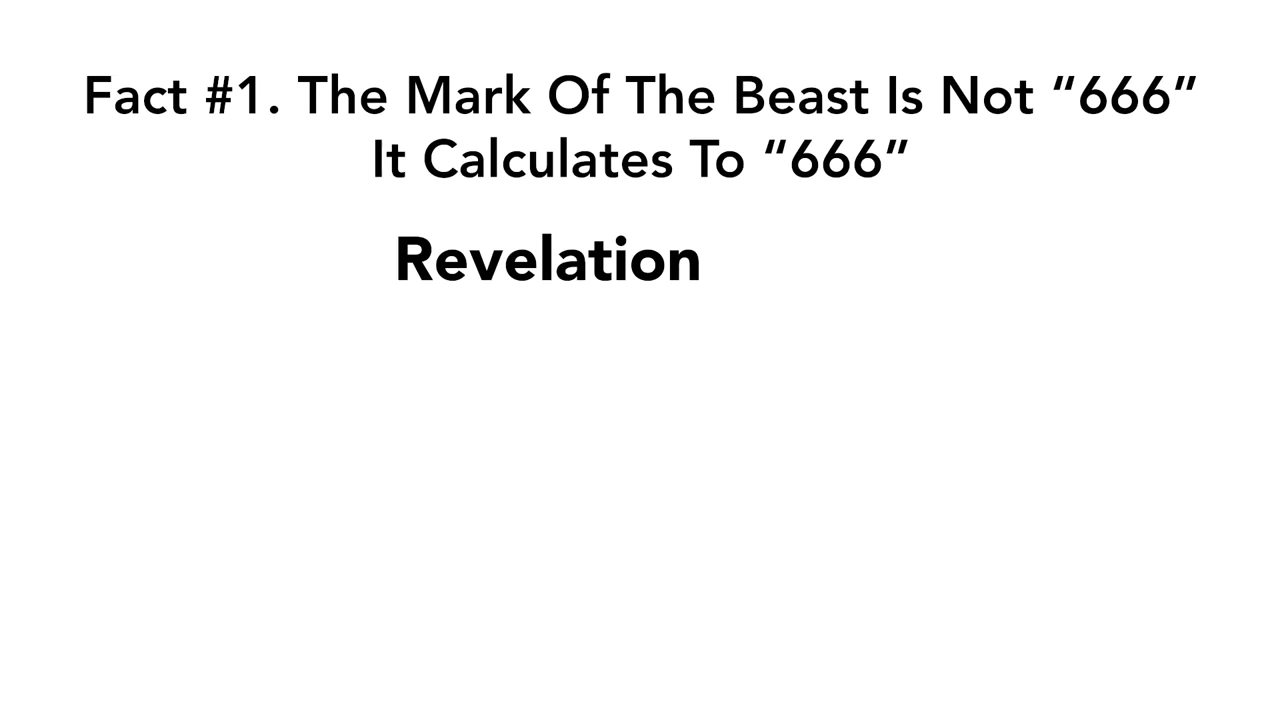 Fact #1. The Mark Of The Beast Is Not “666”
It Calculates To “666”
Revelation